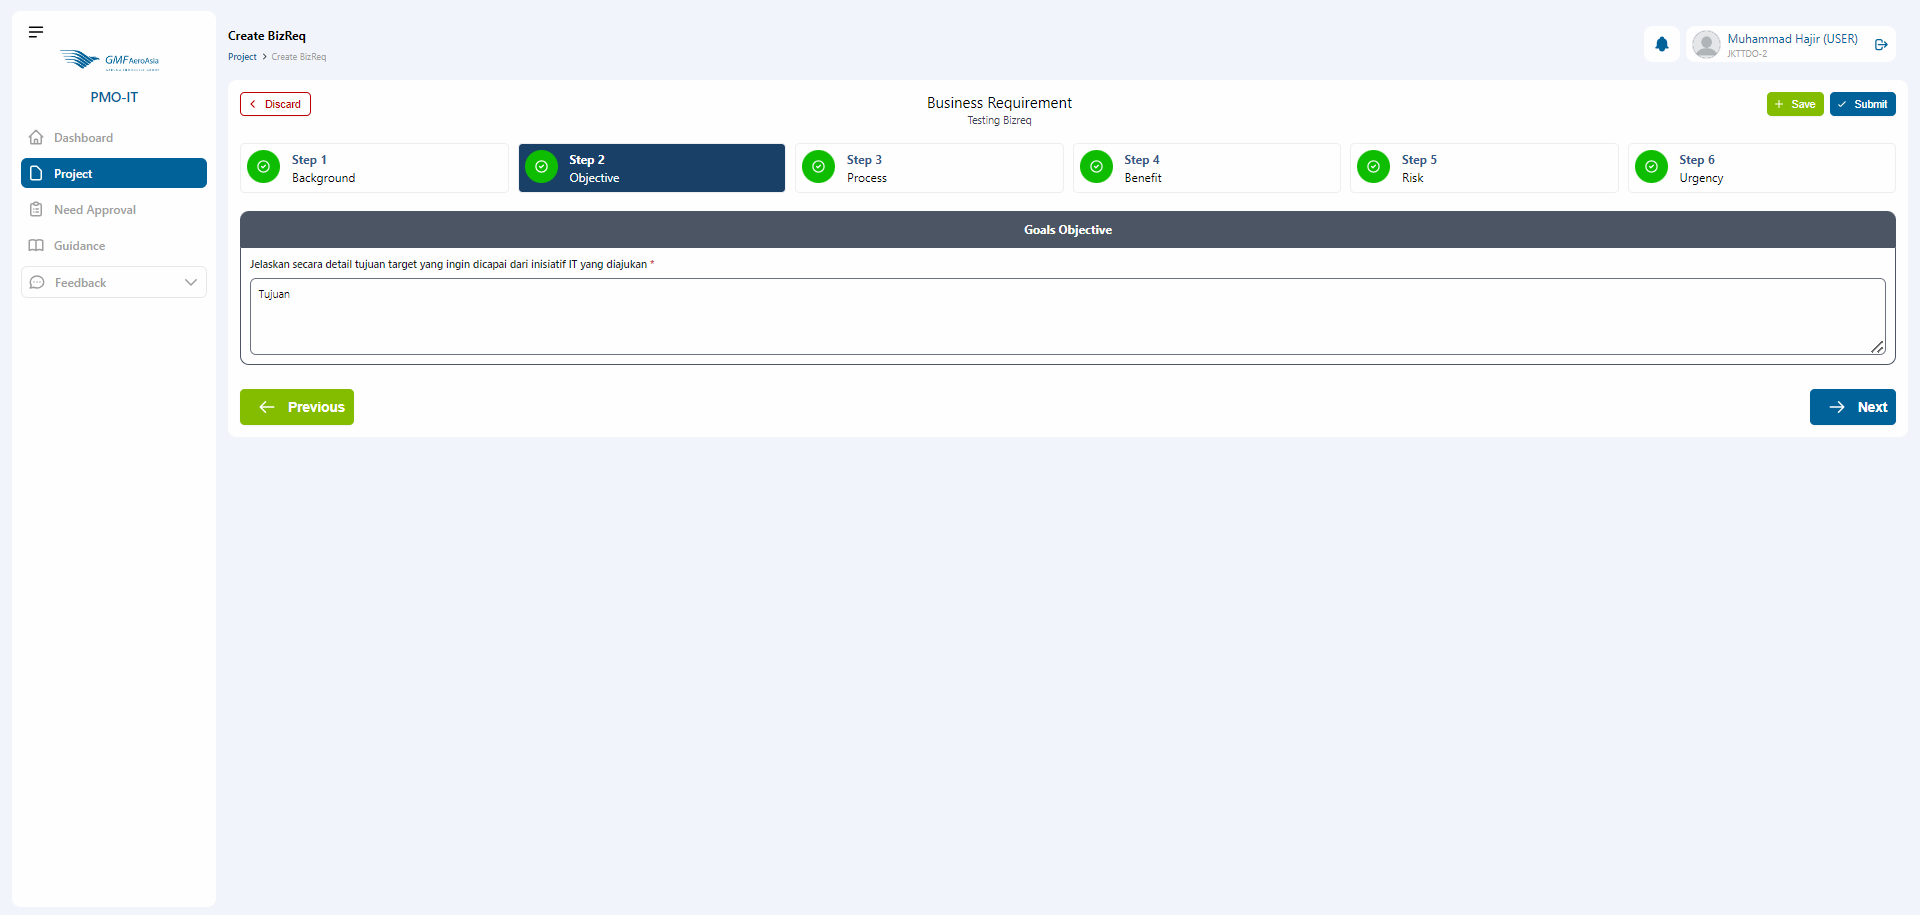 GMF AeroAsia
PMO-IT
Dashboard
Project
Need Approval
Guidance
Feedback
Create BizReq
Project > Create BizReq
Muhammad Hajir (USER)
JKTTDO-2
Discard
Business Requirement
Testing Bizreq
Save
Submit
Step 1
Background
Step 2
Objective
Step 3
Process
Step 4
Benefit
Step 5
Risk
Step 6
Urgency
Goals Objective
Jelaskan secara detail tujuan target yang ingin dicapai dari inisiatif IT yang diajukan *
Tujuan
Previous
Next